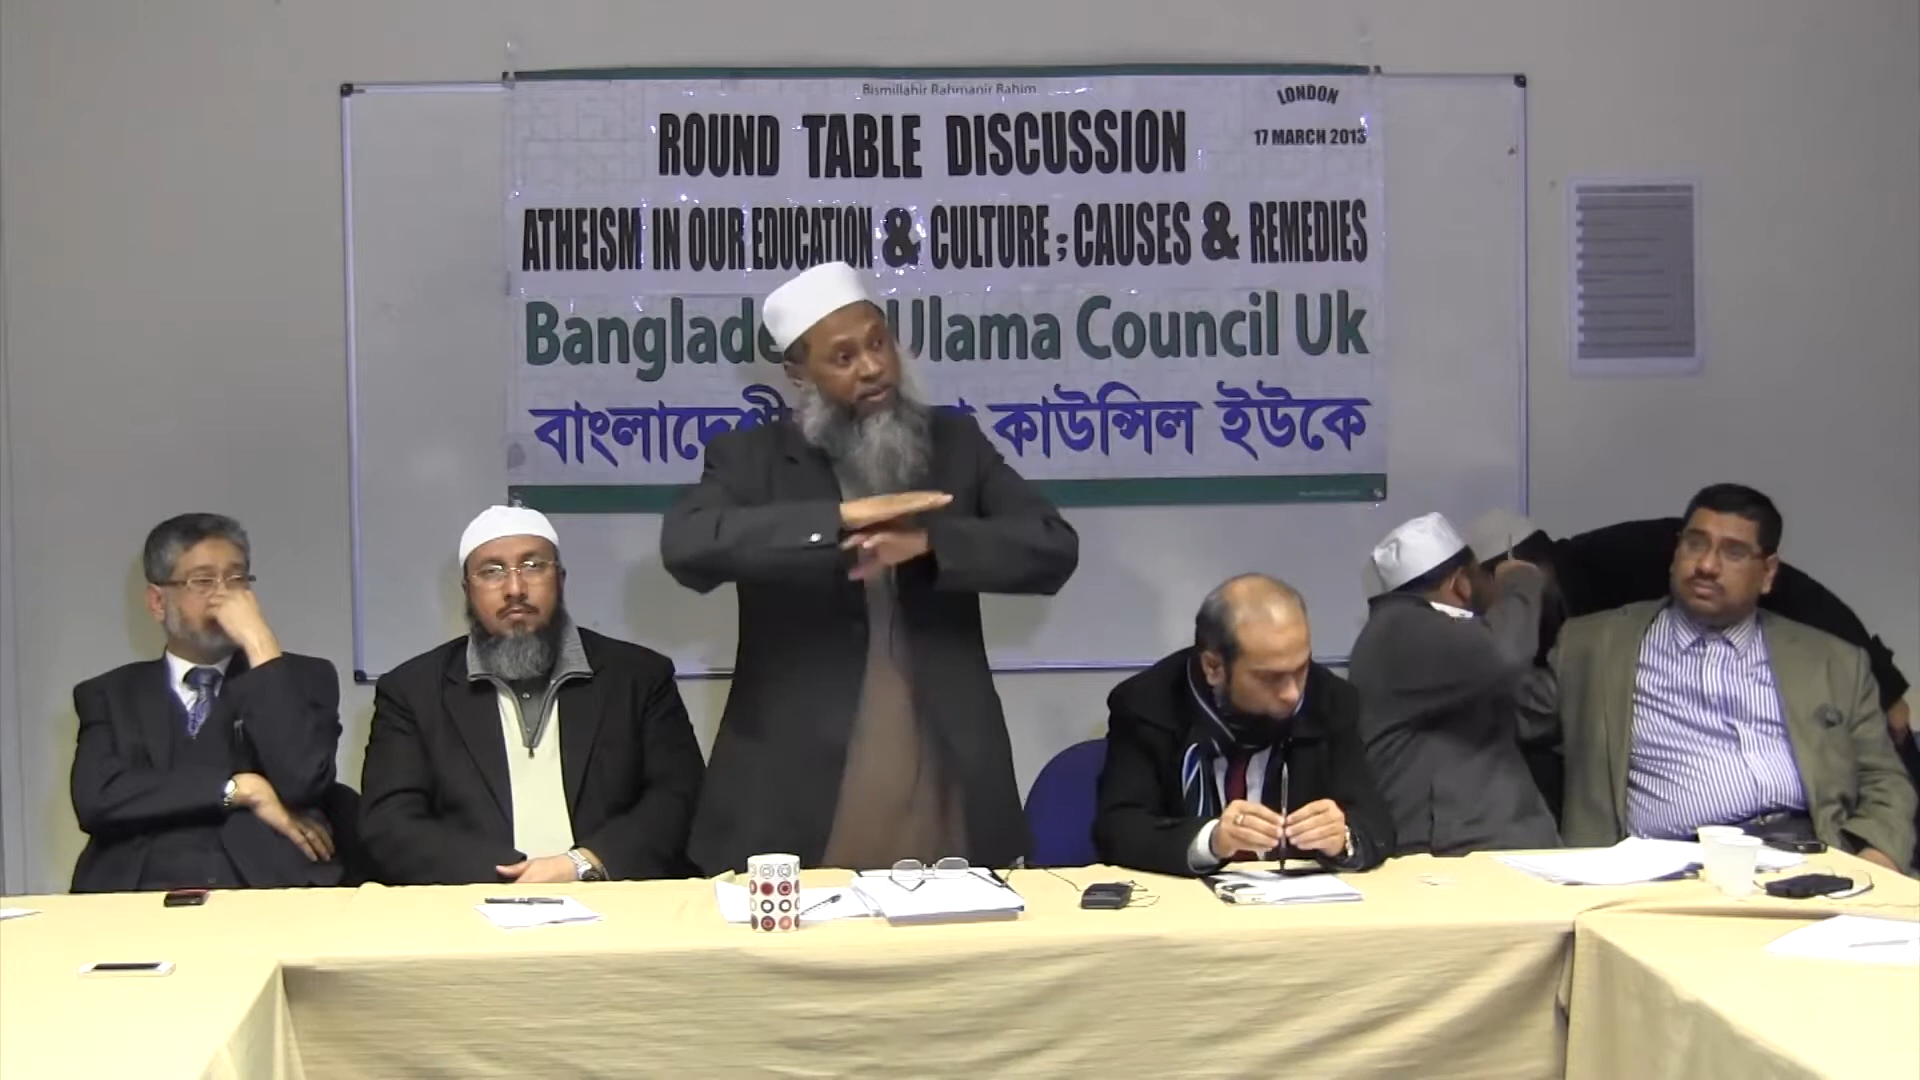 Bismillahir Rahmanir Rahim
LONDON
17 MARCH 2013
ROUND TABLE DISCUSSION
ATHEISM IN OUR EDUCATION & CULTURE ; CAUSES & REMEDIES
Banglade Ulama Council Uk
বাংলাদেশী কাউন্সিল ইউকে